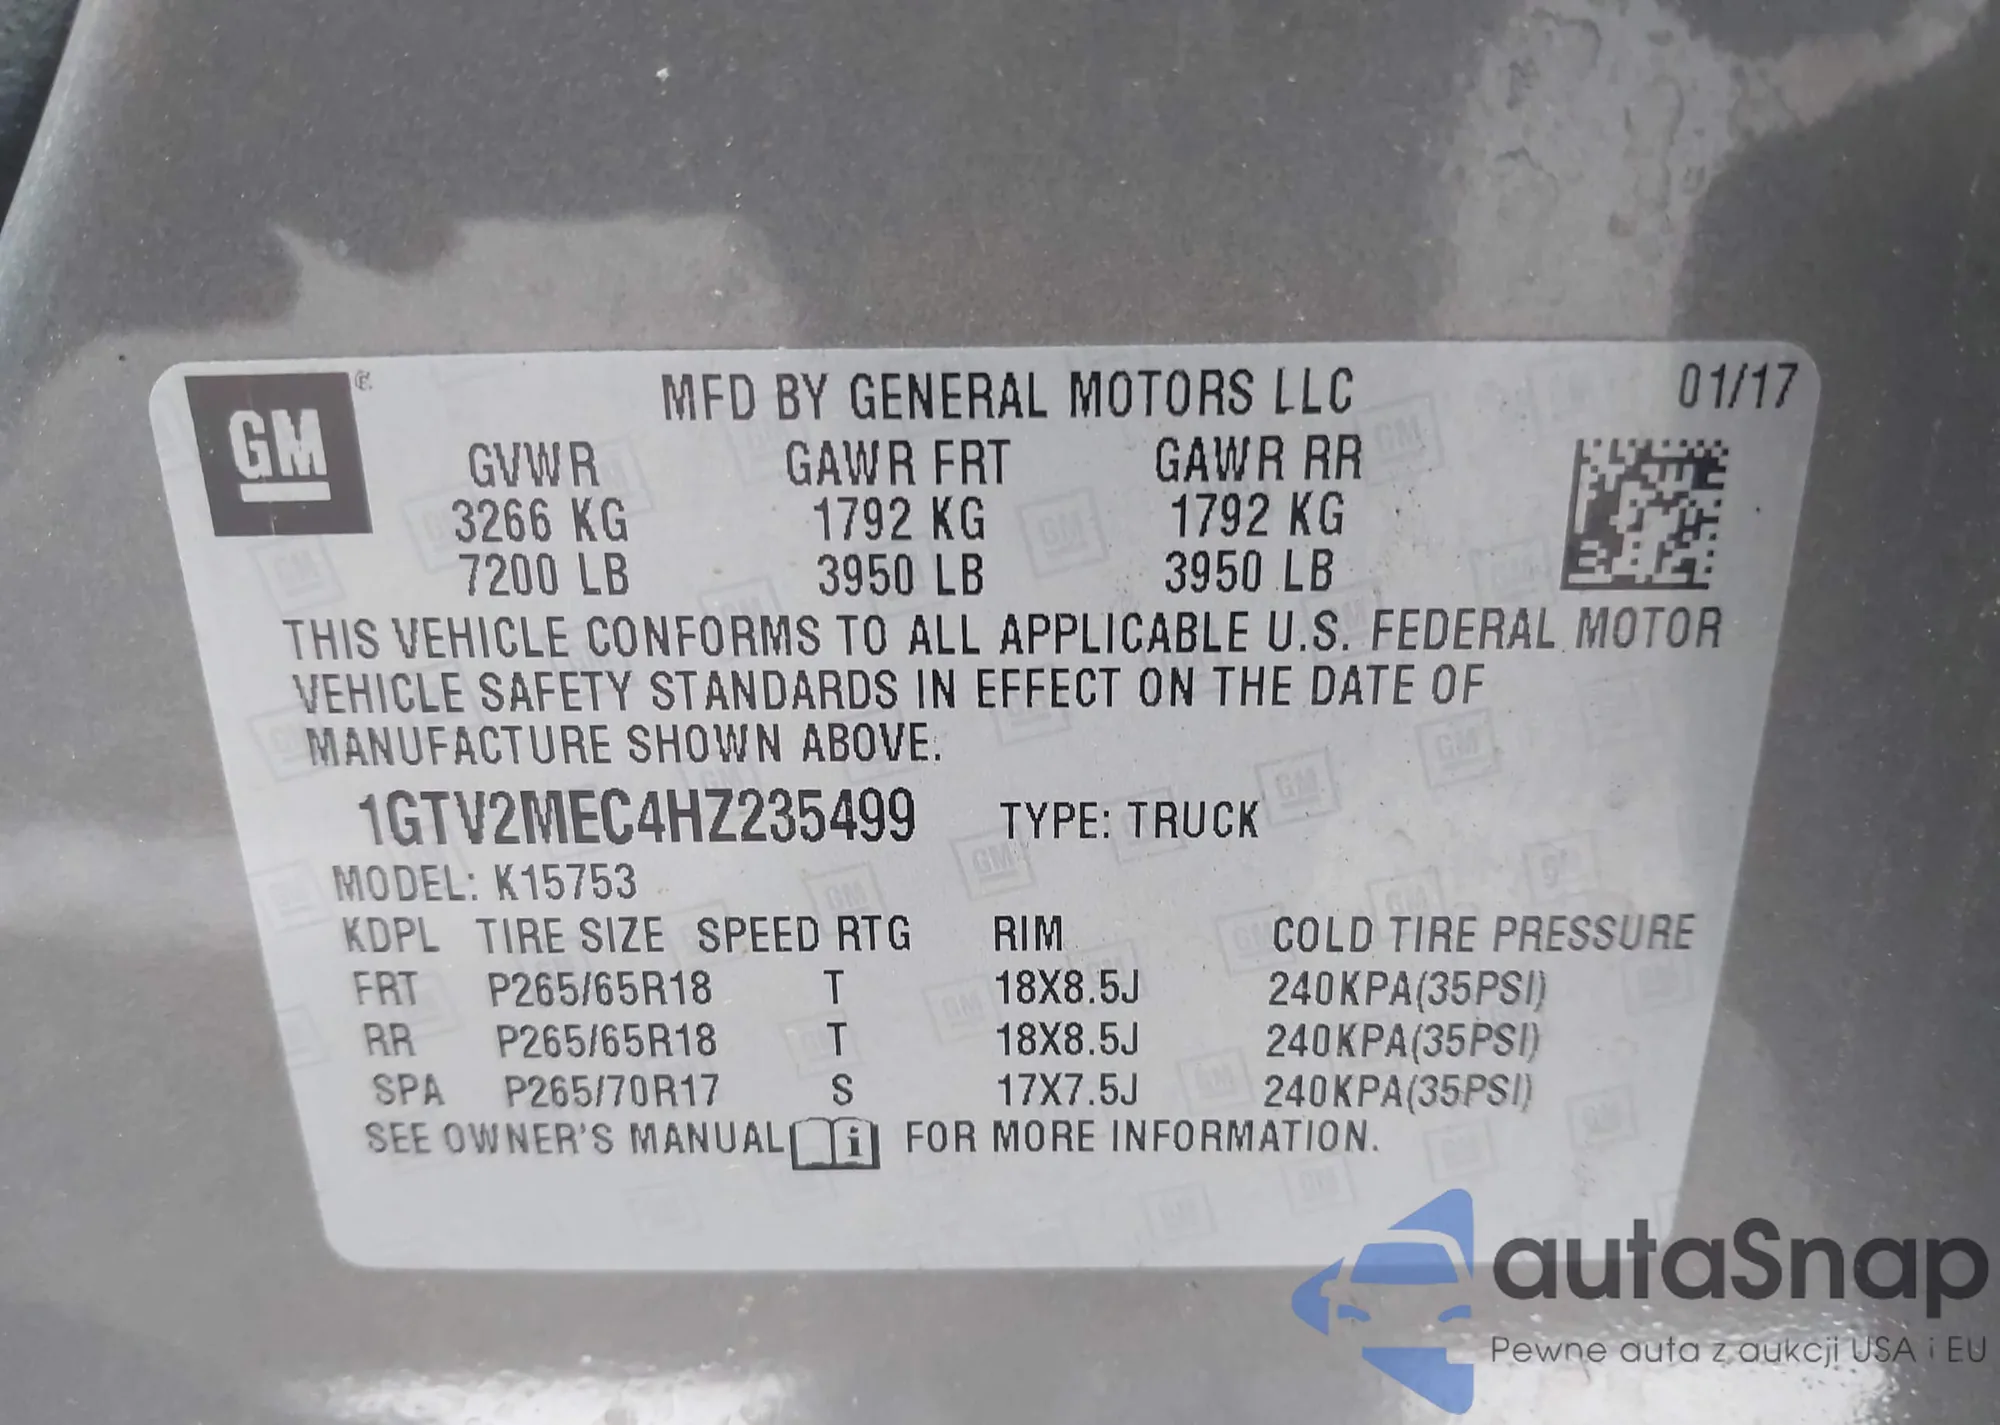 GM
MFD BY GENERAL MOTORS LLC 01/17
GVWR GAWR FRT GAWR RR
3266 KG 1792 KG 1792 KG
7200 LB 3950 LB 3950 LB
THIS VEHICLE CONFORMS TO ALL APPLICABLE U.S. FEDERAL MOTOR
VEHICLE SAFETY STANDARDS IN EFFECT ON THE DATE OF
MANUFACTURE SHOWN ABOVE.
1GTV2MEC4HZ235499 TYPE: TRUCK
MODEL: K15753
KDPL TIRE SIZE SPEED RTG RIM COLD TIRE PRESSURE
FRT P265/65R18 T 18X8.5J 240KPA(35PSI)
RR P265/65R18 T 18X8.5J 240KPA(35PSI)
SPA P265/70R17 S 17X7.5J 240KPA(35PSI)
SEE OWNER'S MANUAL i FOR MORE INFORMATION.
autaSnap
Pewne auta z aukcji USA i EU